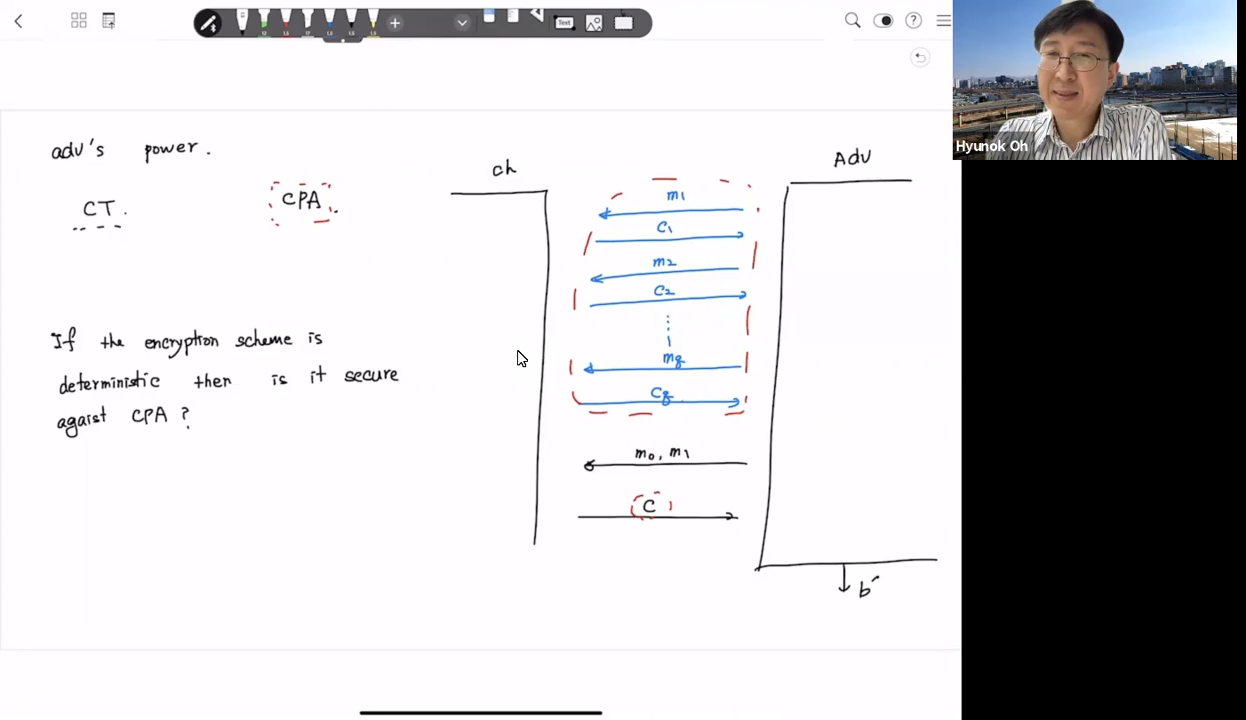 Text
Hyunok Oh
adv's power.
CT.
CPA.
If the encryption scheme is
deterministic then is it secure
agaist CPA?
ch
Adv
m1
C1
m2
C2
mq
Cq
m0, m1
C
b'